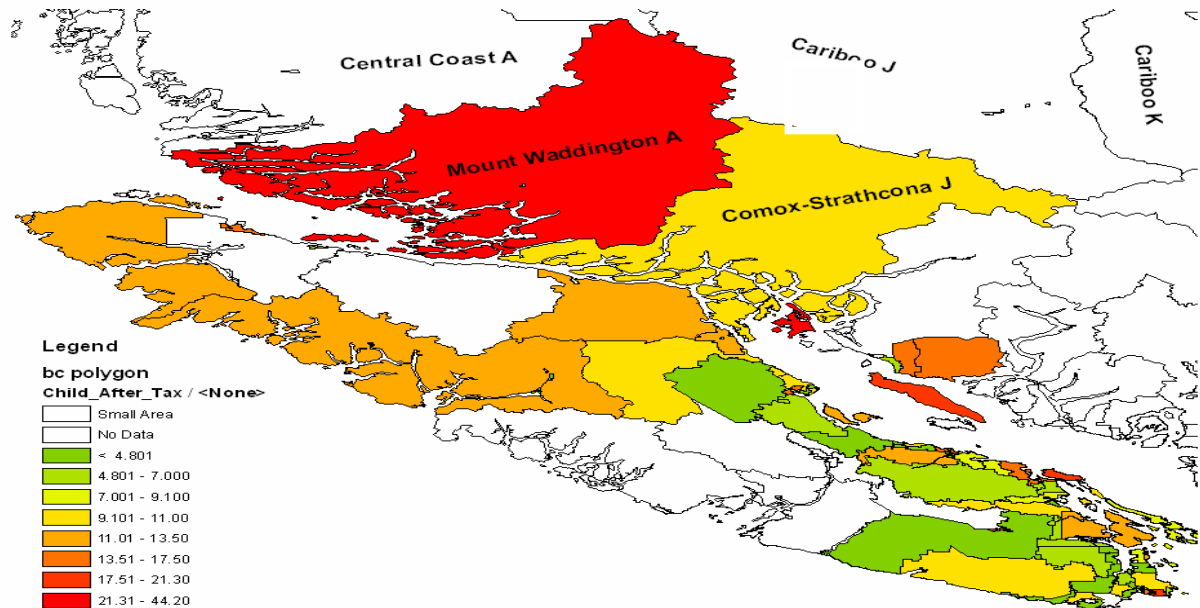 Central Coast A
Cariboo J
Cariboo K
Mount Waddington A
Comox-Strathcona J
Legend
bc polygon
Child_After_Tax / <None>
Small Area
No Data
< 4.801
4.801 - 7.000
7.001 - 9.100
9.101 - 11.00
11.01 - 13.50
13.51 - 17.50
17.51 - 21.30
21.31 - 44.20